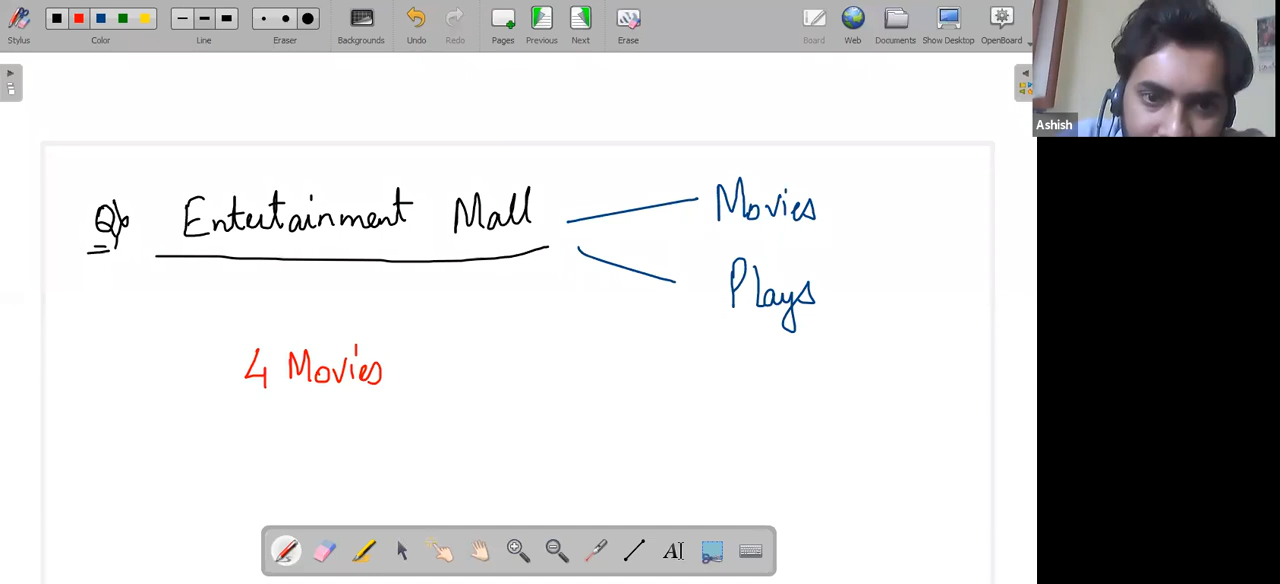 Stylus Color Line Eraser Backgrounds Undo Redo Pages Previous Next Erase Board Web Documents Show Desktop OpenBoard
Ashish
Q) Entertainment Mall Movies
Plays
4 Movies
A